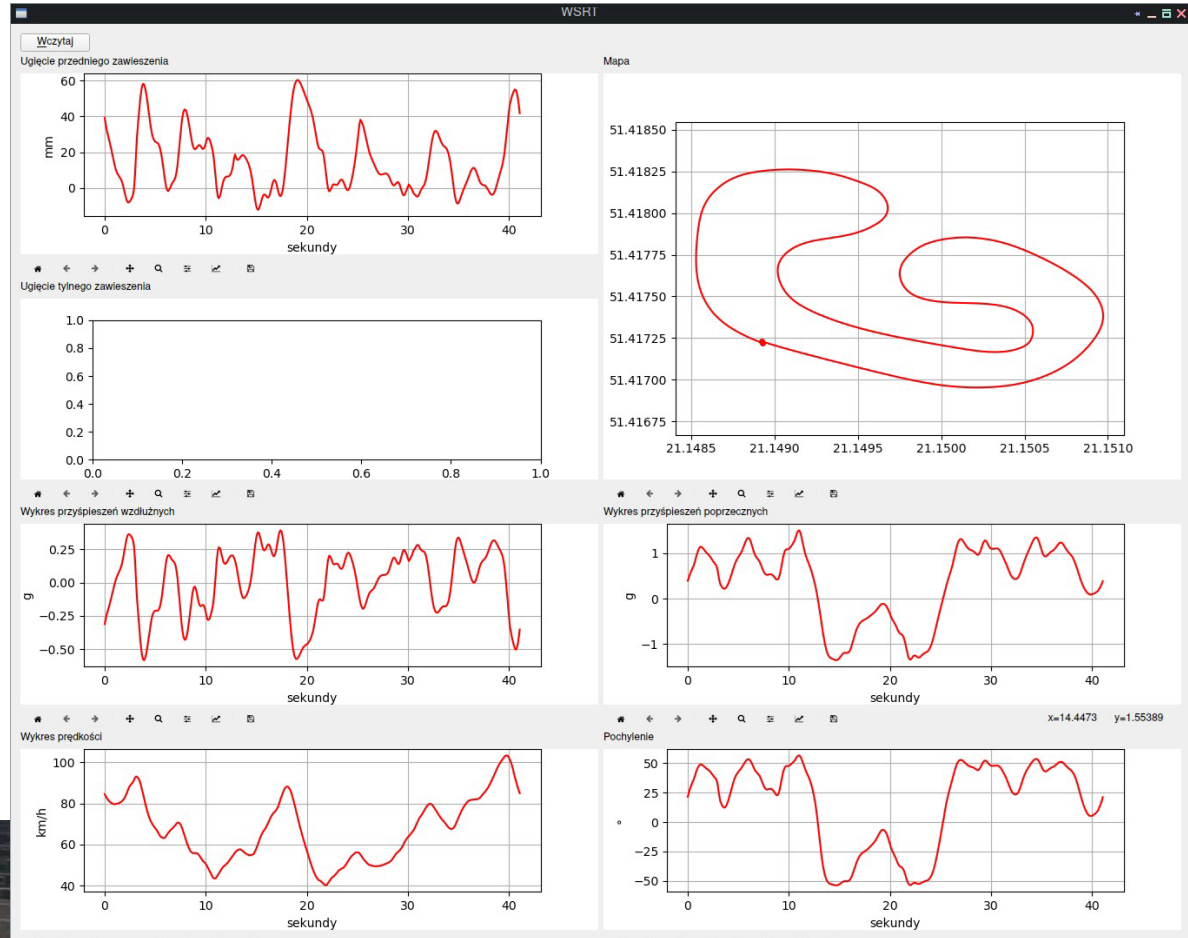 WSRT
Wczytaj
Ugięcie przedniego zawieszenia
60
40
20
0
mm
0 10 20 30 40
sekundy
Ugięcie tylnego zawieszenia
1.0
0.8
0.6
0.4
0.2
0.0
0.0 0.2 0.4 0.6 0.8 1.0
Mapa
51.41850
51.41825
51.41800
51.41775
51.41750
51.41725
51.41700
51.41675
21.1485 21.1490 21.1495 21.1500 21.1505 21.1510
Wykres przyśpieszeń wzdłużnych
0.25
0.00
−0.25
−0.50
g
0 10 20 30 40
sekundy
Wykres przyśpieszeń poprzecznych
1
0
−1
g
0 10 20 30 40
sekundy
x=14.4473 y=1.55389
Wykres prędkości
100
80
60
40
km/h
0 10 20 30 40
sekundy
Pochylenie
50
25
0
−25
−50
°
0 10 20 30 40
sekundy